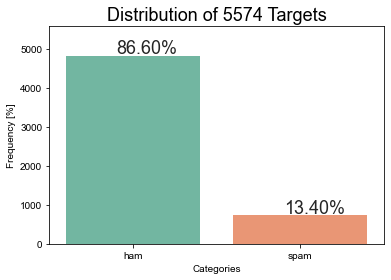 Distribution of 5574 Targets
86.60%
13.40%
5000
4000
3000
2000
1000
0
Frequency [%]
ham
spam
Categories